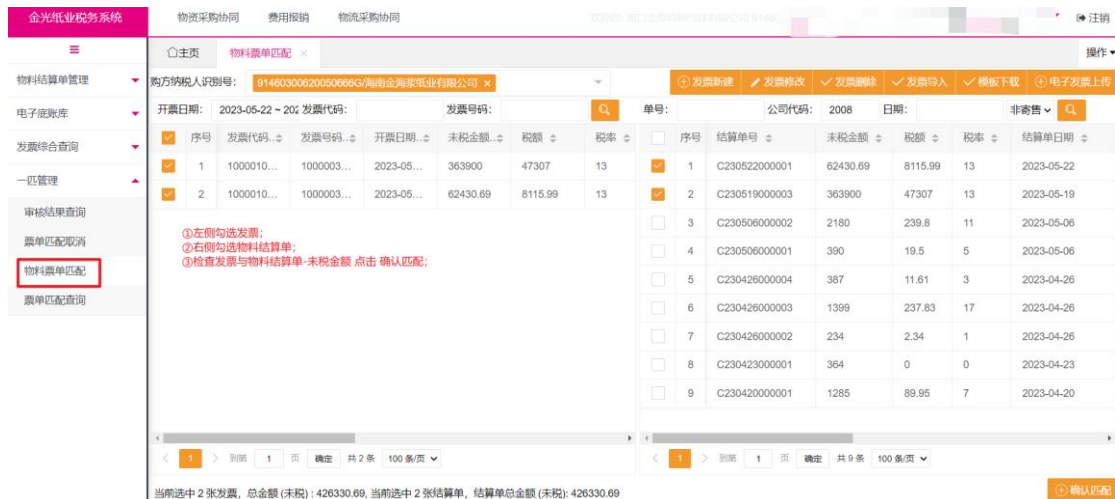 金光纸业税务系统 物资采购协同 费用报销 物流采购协同 注销
主页 物料票单匹配 × 操作
物料结算单管理
电子底账库
发票综合查询
一匹管理
审核结果查询
票单匹配取消
物料票单匹配
票单匹配查询
购方纳税人识别号: 91460300620050666G/海南金海浆纸业有限公司 × 发票新建 发票修改 发票删除 发票导入 模板下载 电子发票上传
开票日期: 2023-05-22 ~ 202 发票代码: 发票号码: 单号: 公司代码: 2008 日期: 非寄售
序号 发票代码.. 发票号码.. 开票日期.. 未税金额.. 税额 税率
1 1000010... 1000003... 2023-05... 363900 47307 13
2 1000010... 1000003... 2023-05... 62430.69 8115.99 13
①左侧勾选发票;
②右侧勾选物料结算单;
③检查发票与物料结算单-未税金额 点击 确认匹配;
序号 结算单号 未税金额 税额 税率 结算单日期
1 C230522000001 62430.69 8115.99 13 2023-05-22
2 C230519000003 363900 47307 13 2023-05-19
3 C230506000002 2180 239.8 11 2023-05-06
4 C230506000001 390 19.5 5 2023-05-06
5 C230426000004 387 11.61 3 2023-04-26
6 C230426000003 1399 237.83 17 2023-04-26
7 C230426000002 234 2.34 1 2023-04-26
8 C230423000001 364 0 0 2023-04-23
9 C230420000001 1285 89.95 7 2023-04-20
< 1 > 到第 1 页 确定 共 2 条 100 条/页
< 1 > 到第 1 页 确定 共 9 条 100 条/页
当前选中 2 张发票, 总金额 (未税) : 426330.69, 当前选中 2 张结算单, 结算单总金额 (未税): 426330.69 确认匹配